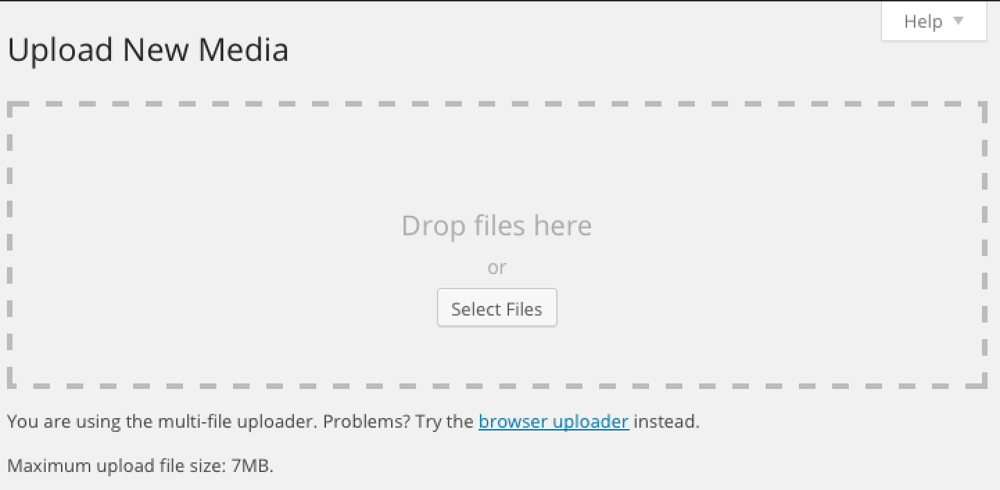 Help
Upload New Media
Drop files here
or
Select Files
You are using the multi-file uploader. Problems? Try the browser uploader instead.
Maximum upload file size: 7MB.